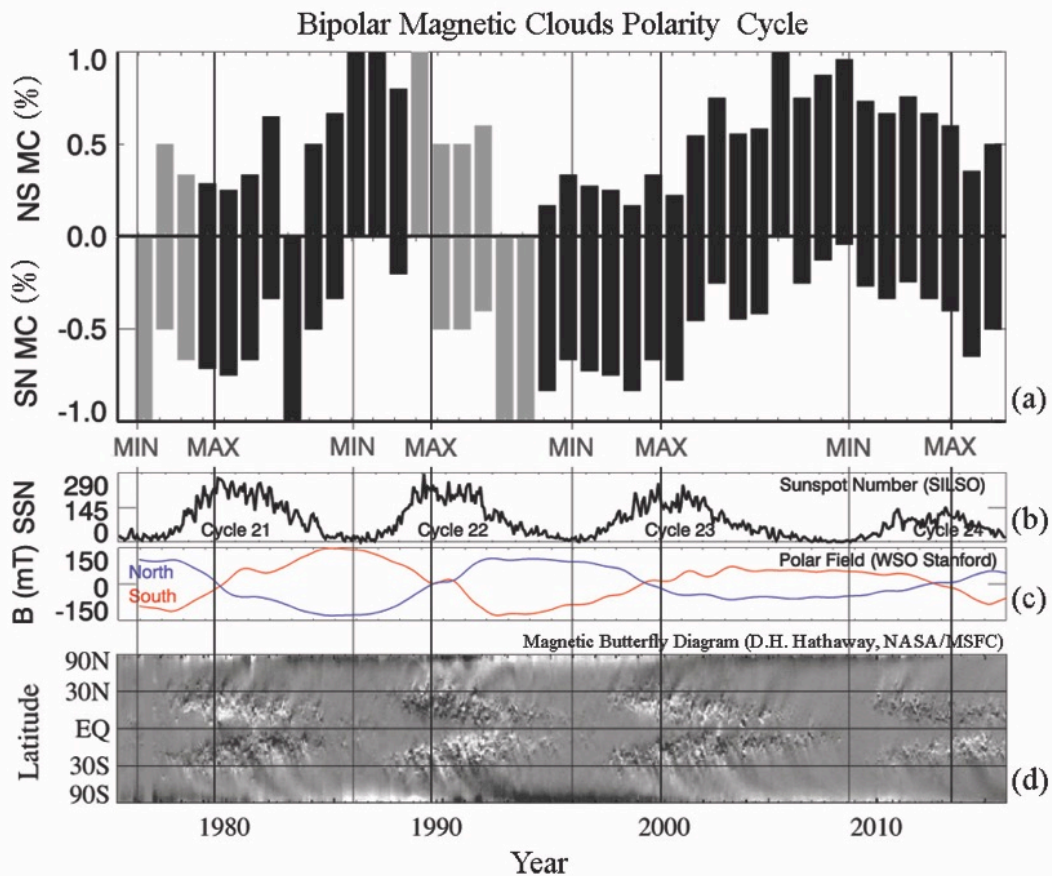 Bipolar Magnetic Clouds Polarity Cycle
NS MC (%)
SN MC (%)
1.0
0.5
0.0
-0.5
-1.0
(a)
MIN MAX MIN MAX MIN MAX MIN MAX
SSN
290
145
0
Sunspot Number (SILSO)
Cycle 21 Cycle 22 Cycle 23 Cycle 24
(b)
B (mT)
150
0
-150
Polar Field (WSO Stanford)
North
South
(c)
Magnetic Butterfly Diagram (D.H. Hathaway, NASA/MSFC)
Latitude
90N
30N
EQ
30S
90S
(d)
1980 1990 2000 2010
Year